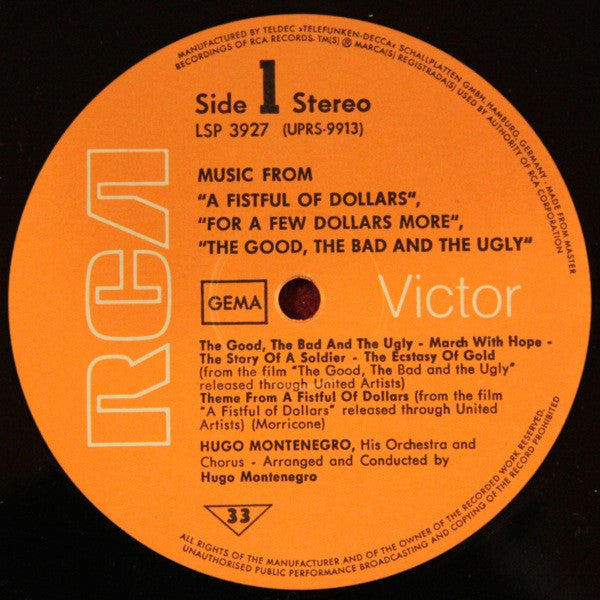 MANUFACTURED BY TELDEC »TELEFUNKEN-DECCA« SCHALLPLATTEN GMBH, HAMBURG, GERMANY - MADE FROM MASTER
RECORDINGS OF RCA RECORDS. TM(S) ® MARCA(S) REGISTRADA(S) USED BY AUTHORITY OF RCA CORPORATION
Side 1 Stereo
LSP 3927 (UPRS-9913)
MUSIC FROM
"A FISTFUL OF DOLLARS",
"FOR A FEW DOLLARS MORE",
"THE GOOD, THE BAD AND THE UGLY"
RCA
GEMA
Victor
The Good, The Bad And The Ugly - March With Hope -
The Story Of A Soldier - The Ecstasy Of Gold
(from the film "The Good, The Bad and the Ugly"
released through United Artists)
Theme From A Fistful Of Dollars (from the film
"A Fistful of Dollars" released through United
Artists) (Morricone)
HUGO MONTENEGRO, His Orchestra and
Chorus - Arranged and Conducted by
Hugo Montenegro
33
ALL RIGHTS OF THE MANUFACTURER AND OF THE OWNER OF THE RECORDED WORK RESERVED.
UNAUTHORISED PUBLIC PERFORMANCE BROADCASTING AND COPYING OF THE RECORD PROHIBITED